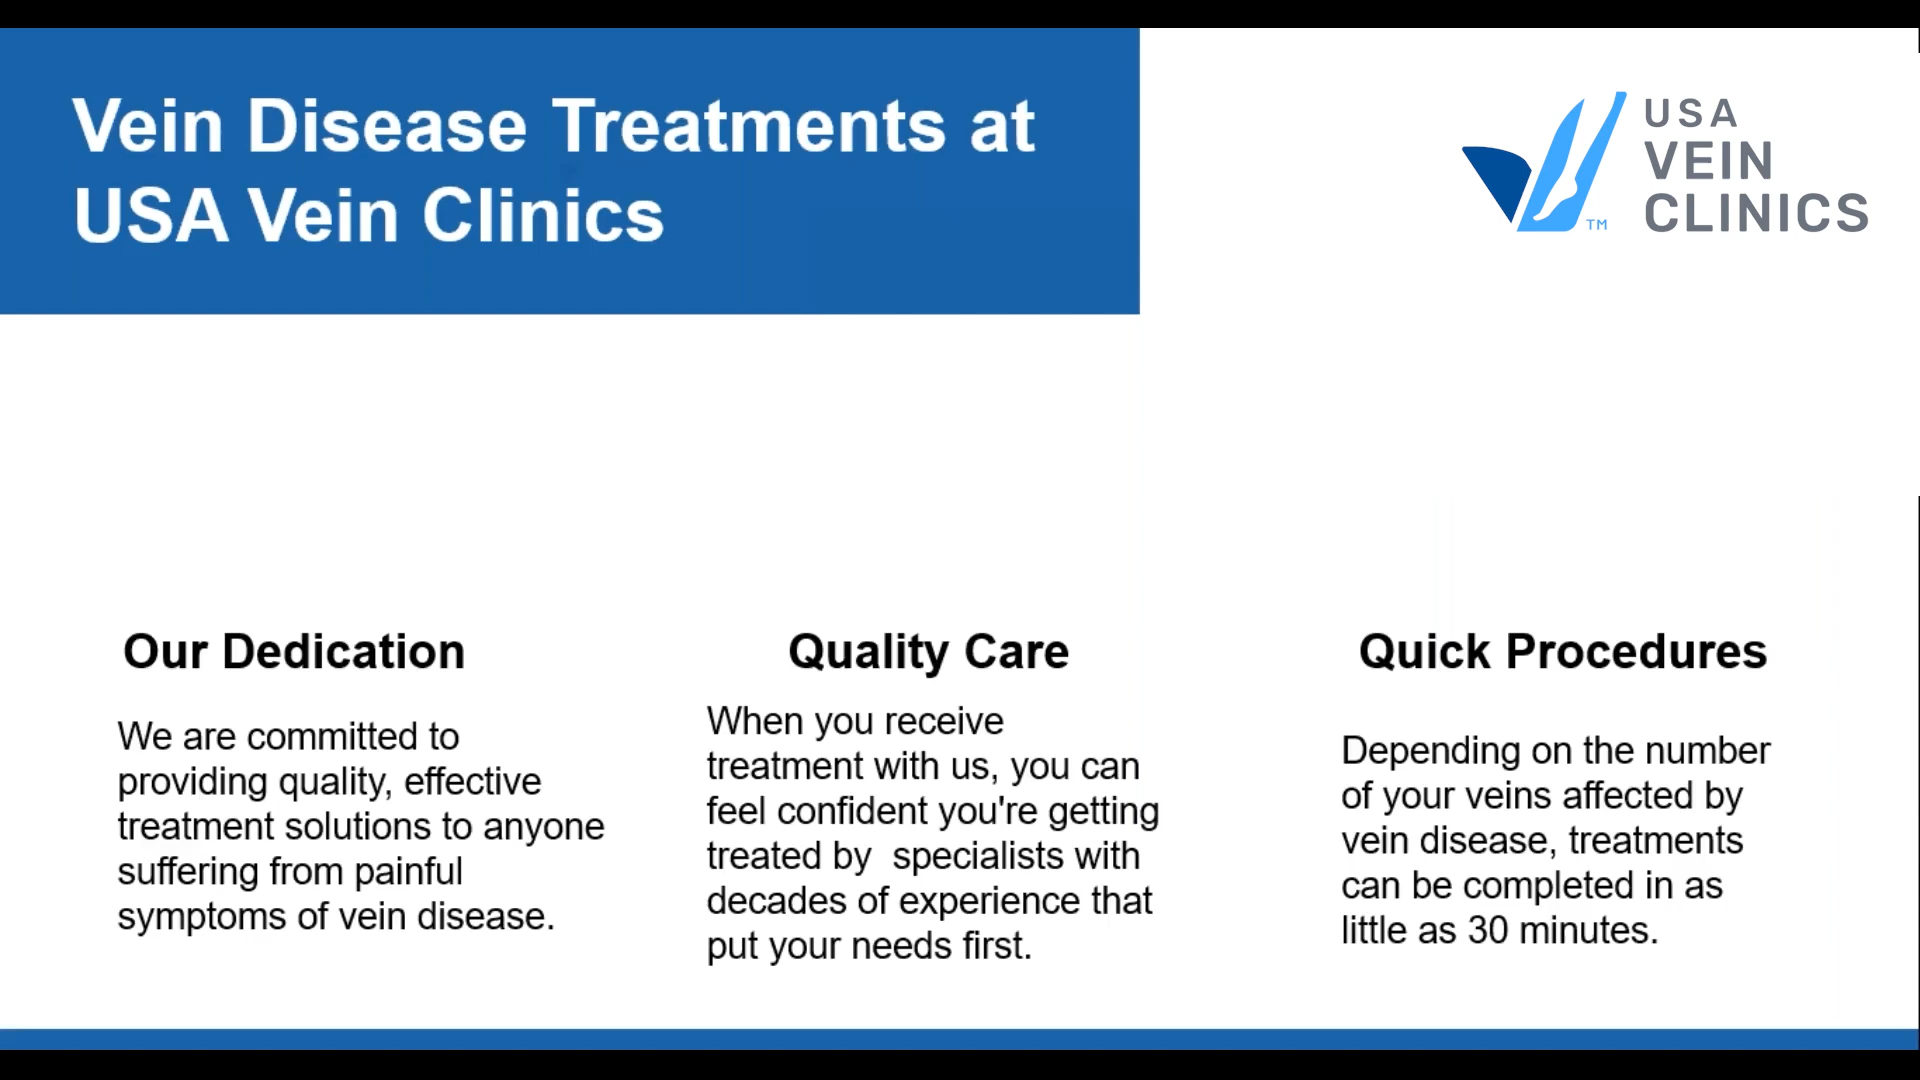 Vein Disease Treatments at
USA Vein Clinics
USA
VEIN
CLINICS
TM
Our Dedication
We are committed to
providing quality, effective
treatment solutions to anyone
suffering from painful
symptoms of vein disease.
Quality Care
When you receive
treatment with us, you can
feel confident you're getting
treated by  specialists with
decades of experience that
put your needs first.
Quick Procedures
Depending on the number
of your veins affected by
vein disease, treatments
can be completed in as
little as 30 minutes.